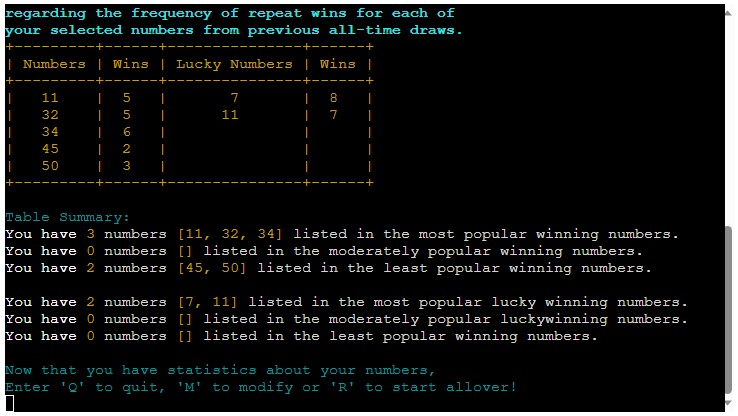 regarding the frequency of repeat wins for each of
your selected numbers from previous all-time draws.
+---------+------+---------------+------+
| Numbers | Wins | Lucky Numbers | Wins |
+---------+------+---------------+------+
|    11   |  5   |       7       |  8   |
|    32   |  5   |       11      |  7   |
|    34   |  6   |               |      |
|    45   |  2   |               |      |
|    50   |  3   |               |      |
+---------+------+---------------+------+
Table Summary:
You have 3 numbers [11, 32, 34] listed in the most popular winning numbers.
You have 0 numbers [] listed in the moderately popular winning numbers.
You have 2 numbers [45, 50] listed in the least popular winning numbers.
You have 2 numbers [7, 11] listed in the most popular lucky winning numbers.
You have 0 numbers [] listed in the moderately popular luckywinning numbers.
You have 0 numbers [] listed in the least popular winning numbers.
Now that you have statistics about your numbers,
Enter 'Q' to quit, 'M' to modify or 'R' to start allover!